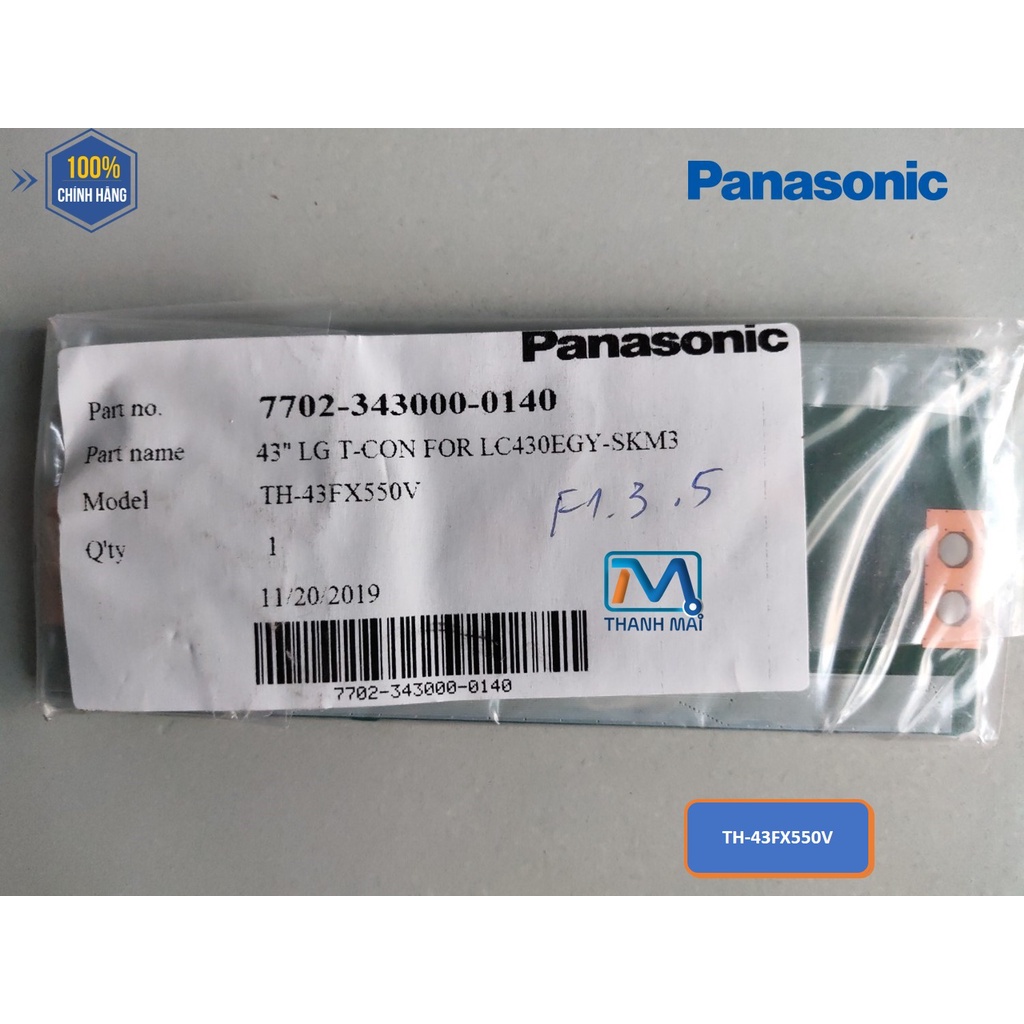 100%
CHÍNH HÃNG
Panasonic
Panasonic
Part no. 7702-343000-0140
Part name 43" LG T-CON FOR LC430EGY-SKM3
Model TH-43FX550V
F1.3.5
Q'ty 1
11/20/2019
7702-343000-0140
THANH MAI
TH-43FX550V